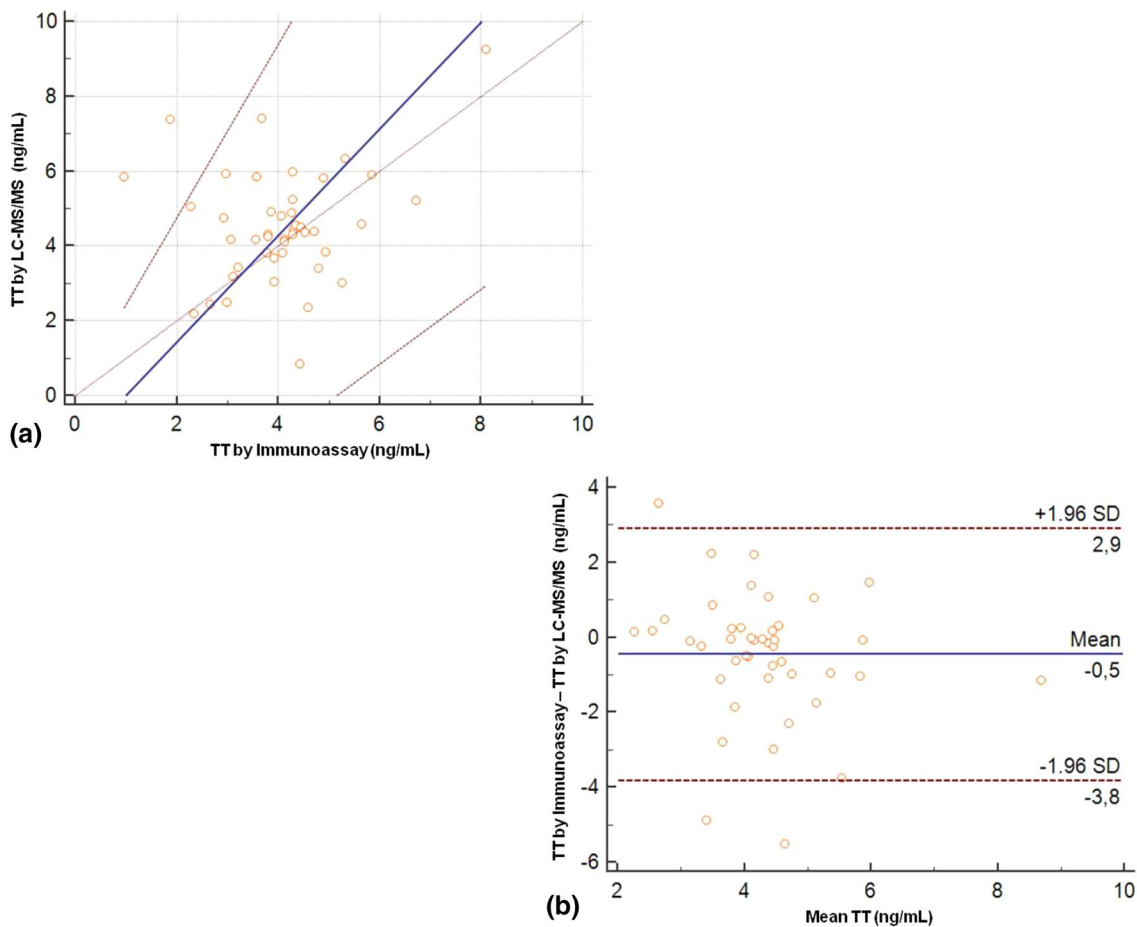 10
8
6
4
2
0
TT by LC-MS/MS (ng/mL)
0 2 4 6 8 10
TT by Immunoassay (ng/mL)
(a)
4
2
0
-2
-4
-6
TT by Immunoassay – TT by LC-MS/MS (ng/mL)
+1.96 SD
2,9
Mean
-0,5
-1.96 SD
-3,8
2 4 6 8 10
Mean TT (ng/mL)
(b)